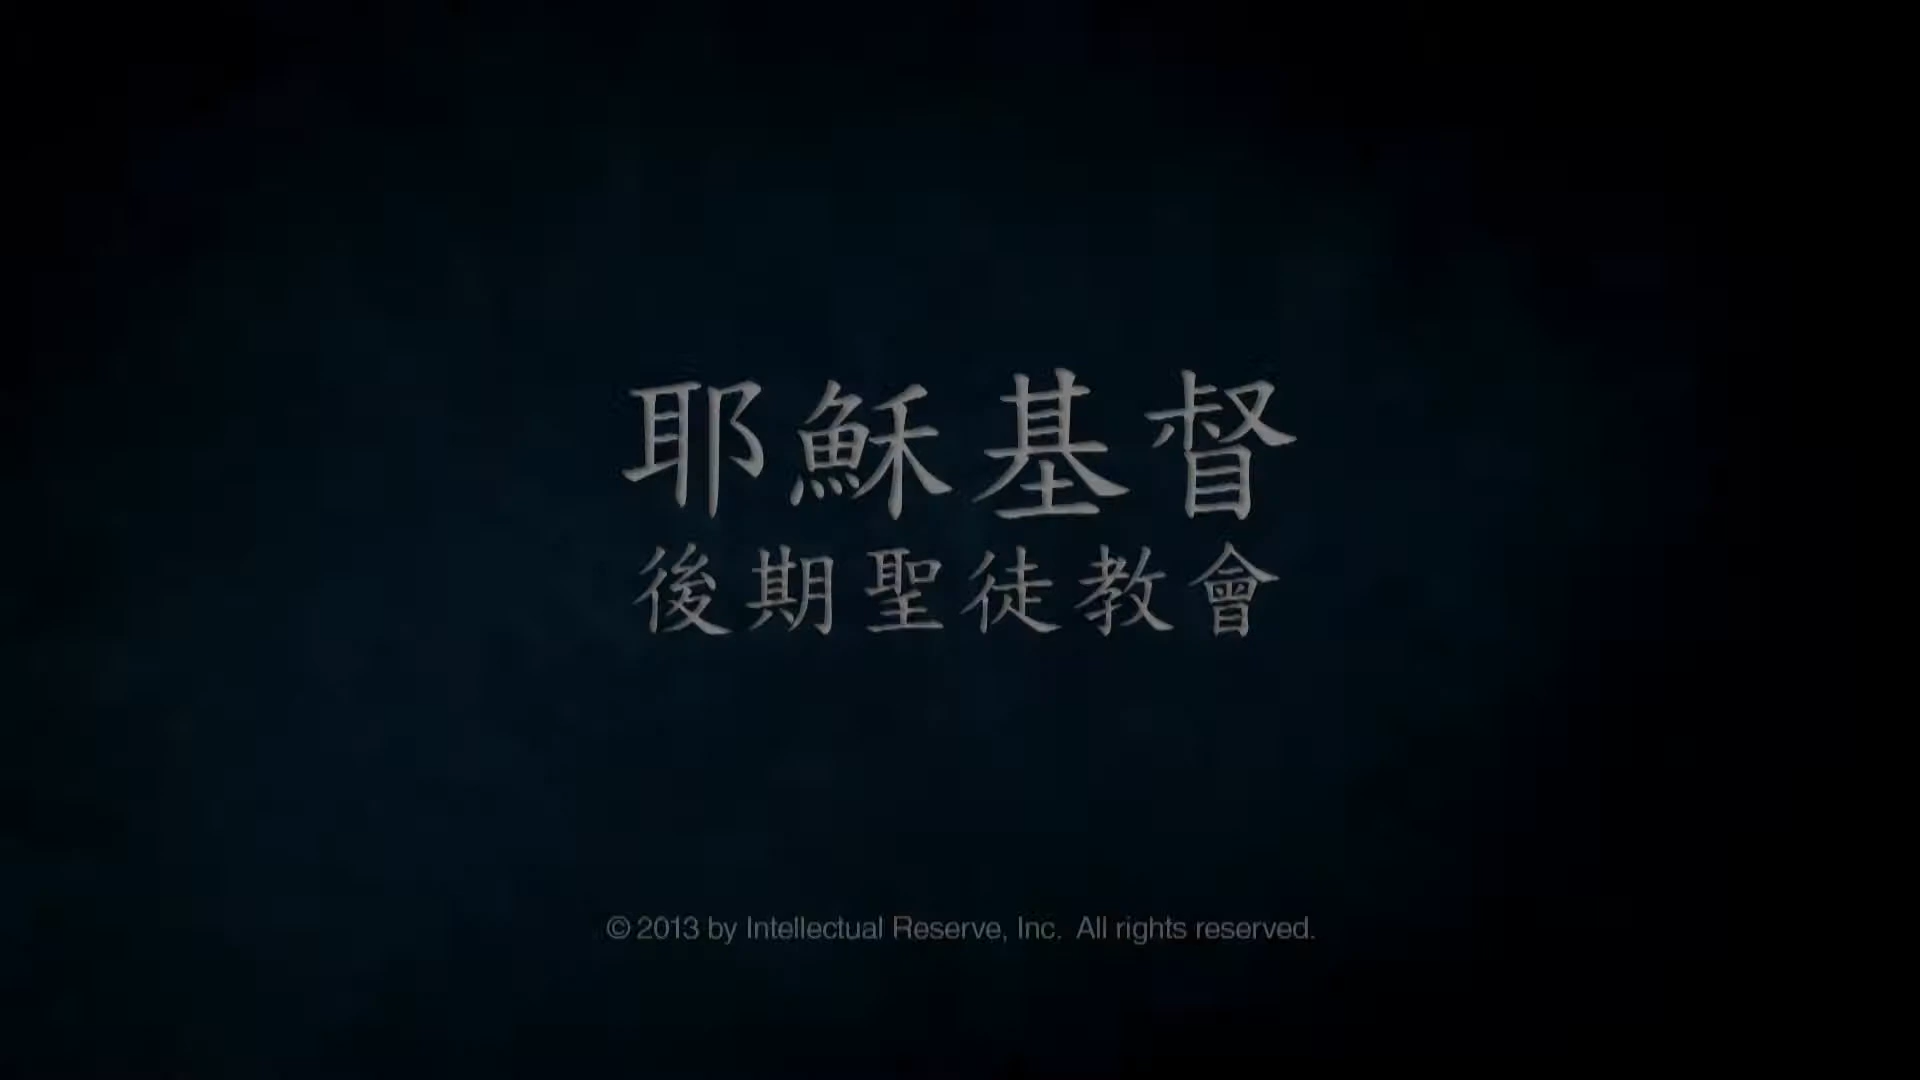 耶穌基督
後期聖徒教會
© 2013 by Intellectual Reserve, Inc. All rights reserved.